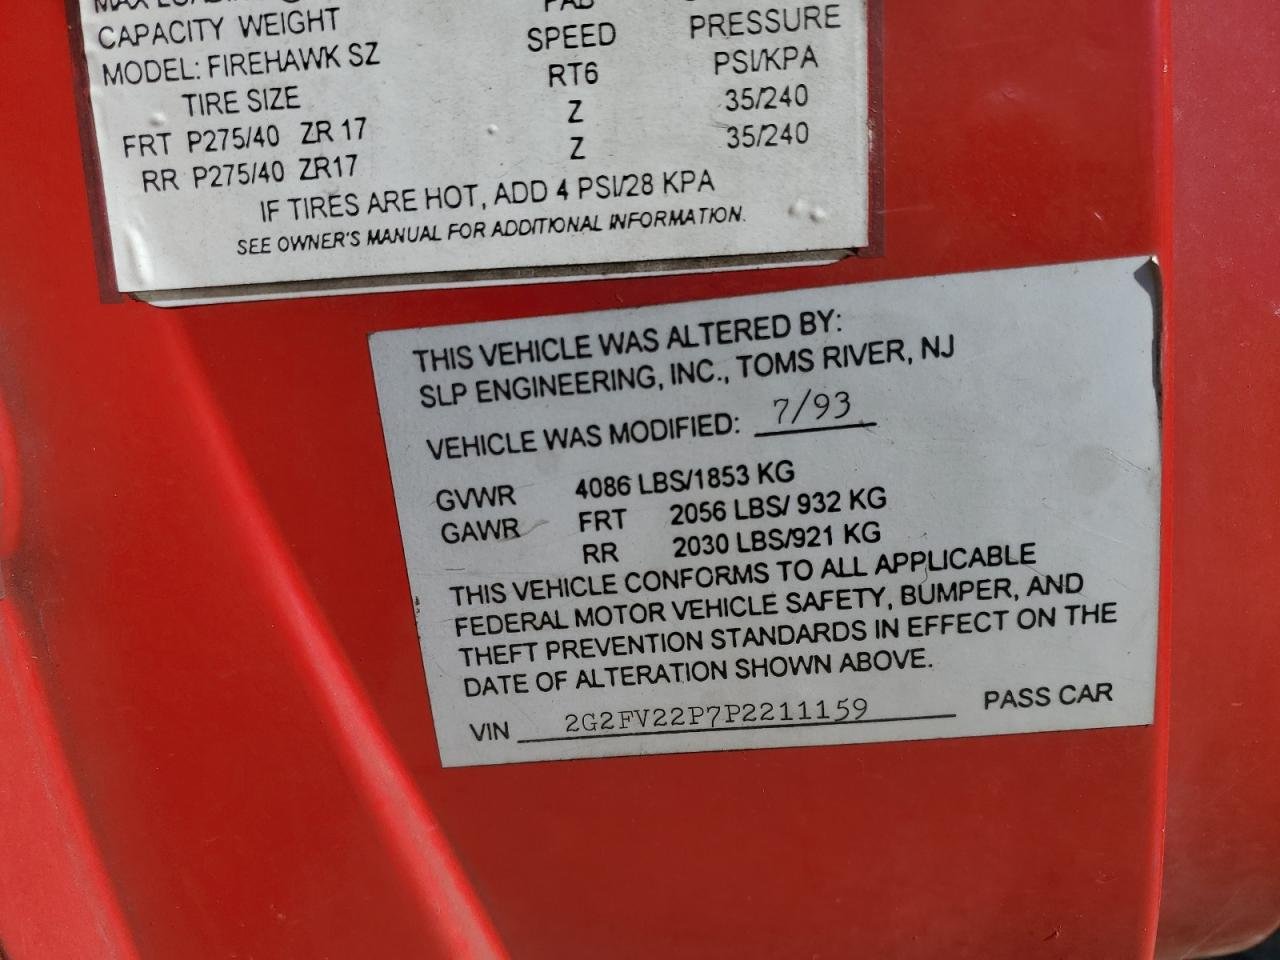 CAPACITY WEIGHT
SPEED
PRESSURE
MODEL: FIREHAWK SZ
RT6
PSI/KPA
TIRE SIZE
FRT P275/40 ZR 17 Z 35/240
RR P275/40 ZR17 Z 35/240
IF TIRES ARE HOT, ADD 4 PSI/28 KPA
SEE OWNER'S MANUAL FOR ADDITIONAL INFORMATION.
THIS VEHICLE WAS ALTERED BY:
SLP ENGINEERING, INC., TOMS RIVER, NJ
VEHICLE WAS MODIFIED: 7/93
GVWR 4086 LBS/1853 KG
GAWR FRT 2056 LBS/ 932 KG
RR 2030 LBS/921 KG
THIS VEHICLE CONFORMS TO ALL APPLICABLE
FEDERAL MOTOR VEHICLE SAFETY, BUMPER, AND
THEFT PREVENTION STANDARDS IN EFFECT ON THE
DATE OF ALTERATION SHOWN ABOVE.
VIN 2G2FV22P7P2211159 PASS CAR